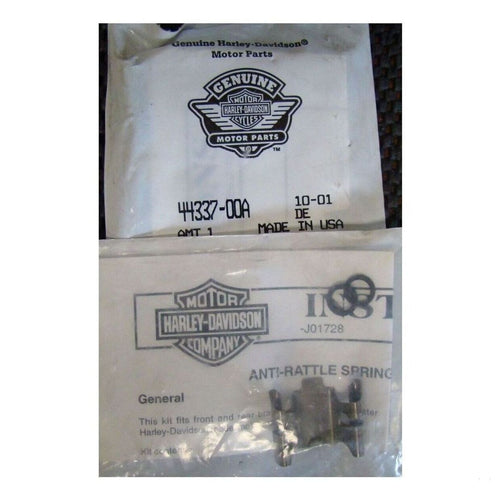 Genuine Harley-Davidson®
Motor Parts
GENUINE
MOTOR
HARLEY-DAVIDSON
CYCLES
MOTOR PARTS
® ™
44337-00A 10-01
DE
AMT 1 MADE IN USA
MOTOR
HARLEY-DAVIDSON
COMPANY
INST
-J01728
ANTI-RATTLE SPRING
General
This kit fits front and rear
Harley-Davidson
Kit